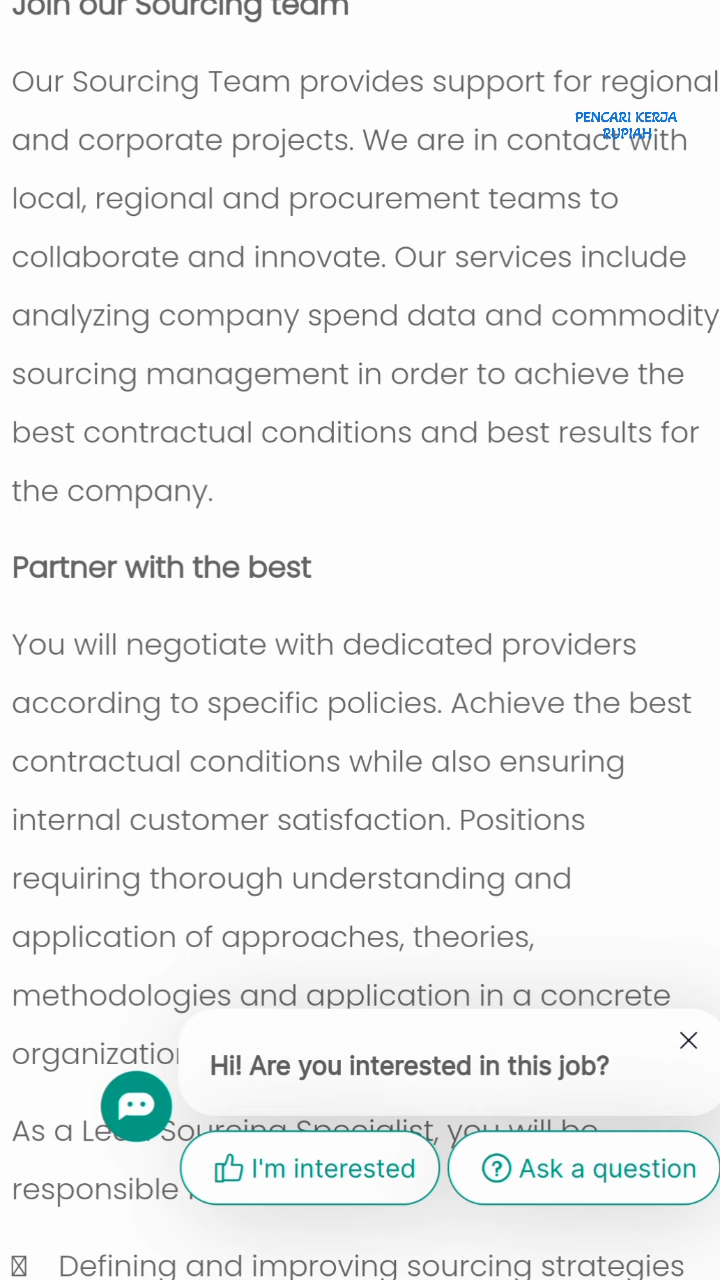 Join our Sourcing team
Our Sourcing Team provides support for regional
PENCARI KERJA
RUPIAH
and corporate projects. We are in contact with
local, regional and procurement teams to
collaborate and innovate. Our services include
analyzing company spend data and commodity
sourcing management in order to achieve the
best contractual conditions and best results for
the company.
Partner with the best
You will negotiate with dedicated providers
according to specific policies. Achieve the best
contractual conditions while also ensuring
internal customer satisfaction. Positions
requiring thorough understanding and
application of approaches, theories,
methodologies and application in a concrete
Hi! Are you interested in this job?
As a Sourcing Specialist, you will be
responsible
I'm interested
Ask a question
Defining and improving sourcing strategies